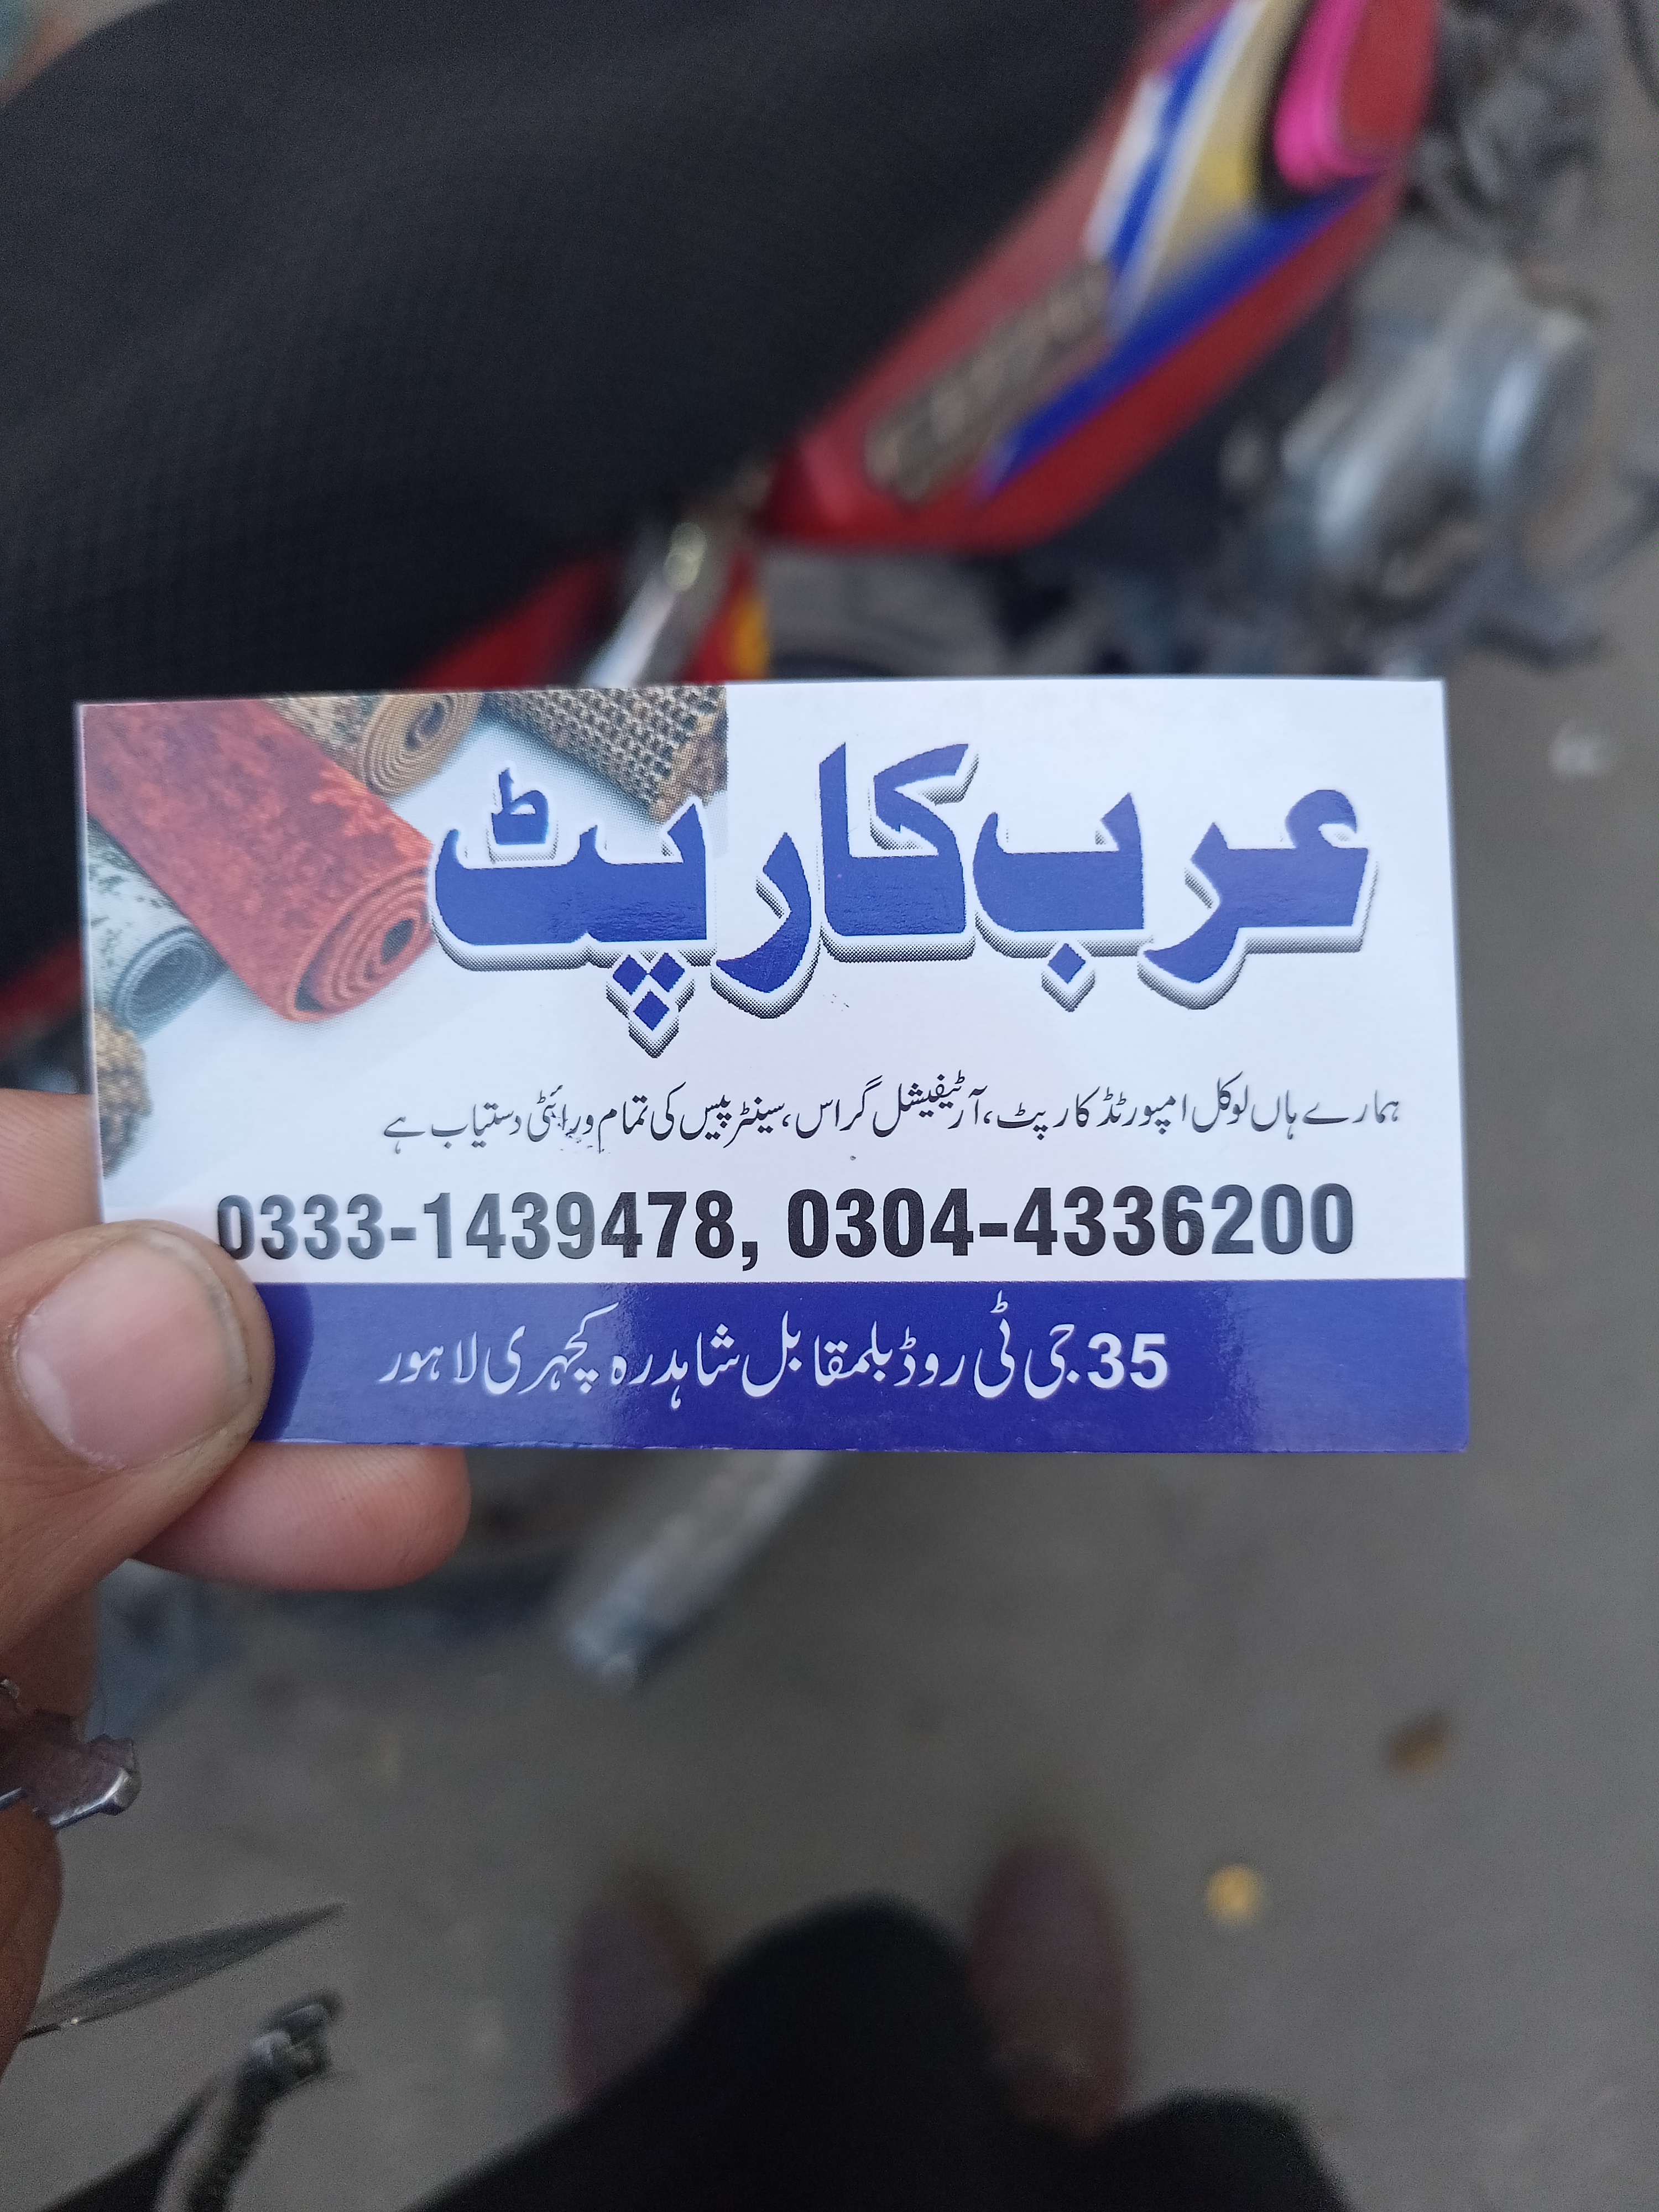 عرب کارپٹ
ہمارے ہاں لوکل امپورٹڈ کارپٹ، آرٹیفیشل گراس، سینٹر پیس کی تمام ورائٹی دستیاب ہے
0333-1439478, 0304-4336200
35 جی ٹی روڈ بلمقابل شاہدرہ کچہری لاہور